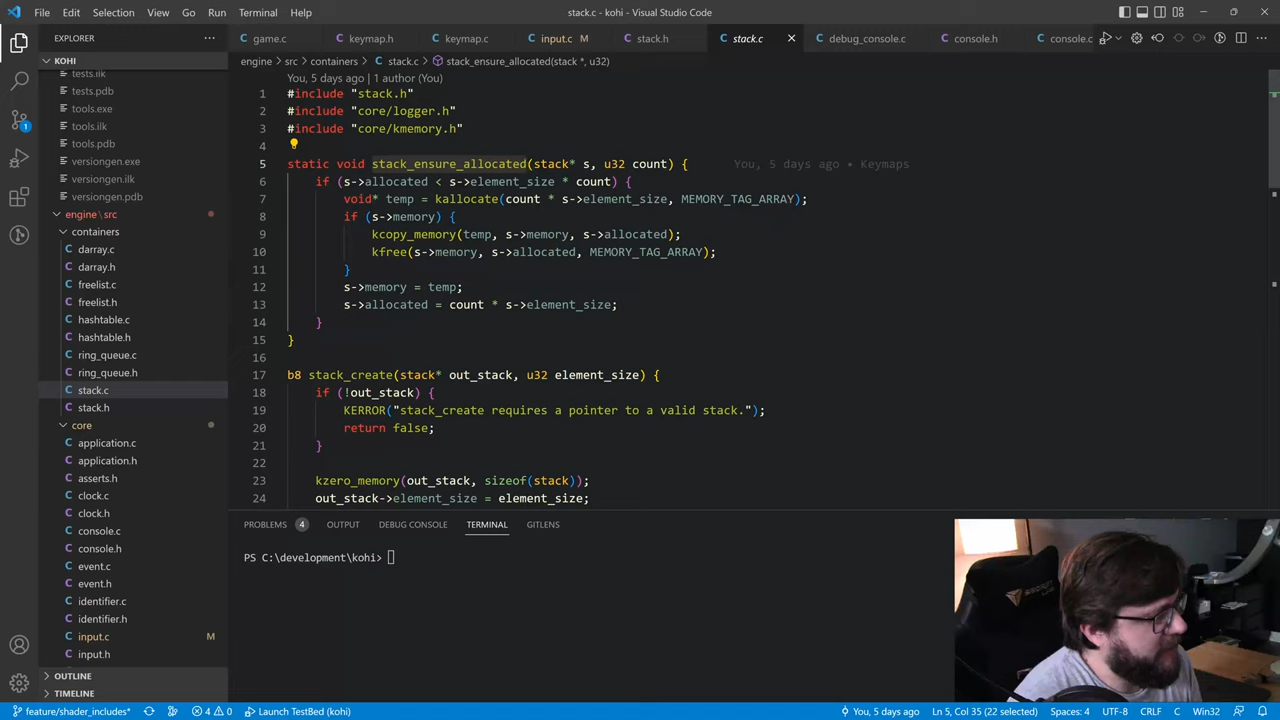 File Edit Selection View Go Run Terminal Help
stack.c - kohi - Visual Studio Code
EXPLORER
game.c keymap.h keymap.c input.c M stack.h stack.c debug_console.c console.h console.c
KOHI
engine > src > containers > stack.c > stack_ensure_allocated(stack *, u32)
tests.ilk
tests.pdb
tools.exe
tools.ilk
tools.pdb
versiongen.exe
versiongen.ilk
versiongen.pdb
engine\src
containers
darray.c
darray.h
freelist.c
freelist.h
hashtable.c
hashtable.h
ring_queue.c
ring_queue.h
stack.c
stack.h
core
application.c
application.h
asserts.h
clock.c
clock.h
console.c
console.h
event.c
event.h
identifier.c
identifier.h
input.c M
input.h
OUTLINE
TIMELINE
You, 5 days ago | 1 author (You)
1 #include "stack.h"
2 #include "core/logger.h"
3 #include "core/kmemory.h"
4
5 static void stack_ensure_allocated(stack* s, u32 count) { You, 5 days ago • Keymaps
6 if (s->allocated < s->element_size * count) {
7 void* temp = kallocate(count * s->element_size, MEMORY_TAG_ARRAY);
8 if (s->memory) {
9 kcopy_memory(temp, s->memory, s->allocated);
10 kfree(s->memory, s->allocated, MEMORY_TAG_ARRAY);
11 }
12 s->memory = temp;
13 s->allocated = count * s->element_size;
14 }
15 }
16
17 b8 stack_create(stack* out_stack, u32 element_size) {
18 if (!out_stack) {
19 KERROR("stack_create requires a pointer to a valid stack.");
20 return false;
21 }
22
23 kzero_memory(out_stack, sizeof(stack));
24 out_stack->element_size = element_size;
PROBLEMS 4 OUTPUT DEBUG CONSOLE TERMINAL GITLENS
PS C:\development\kohi>
feature/shader_includes* 4 0 Launch TestBed (kohi) You, 5 days ago Ln 5, Col 35 (22 selected) Spaces: 4 UTF-8 CRLF C Win32